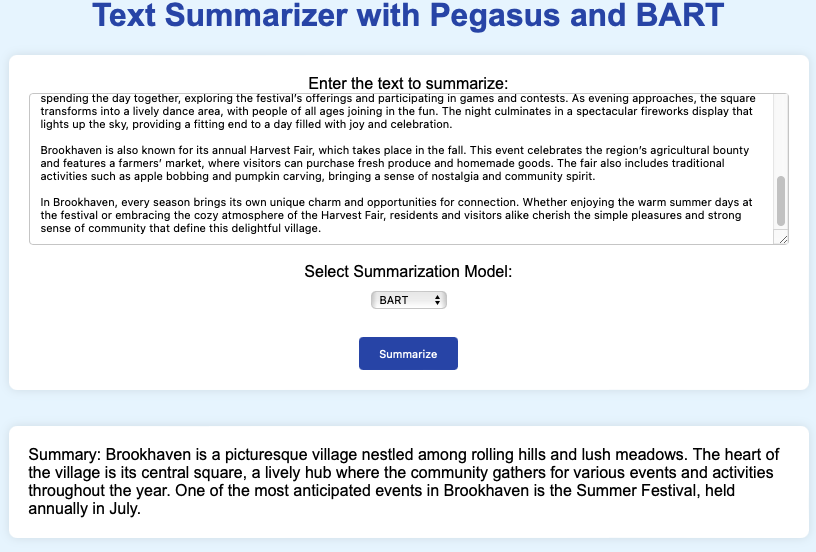 Text Summarizer with Pegasus and BART
Enter the text to summarize:
spending the day together, exploring the festival's offerings and participating in games and contests. As evening approaches, the square
transforms into a lively dance area, with people of all ages joining in the fun. The night culminates in a spectacular fireworks display that
lights up the sky, providing a fitting end to a day filled with joy and celebration.
Brookhaven is also known for its annual Harvest Fair, which takes place in the fall. This event celebrates the region's agricultural bounty
and features a farmers' market, where visitors can purchase fresh produce and homemade goods. The fair also includes traditional
activities such as apple bobbing and pumpkin carving, bringing a sense of nostalgia and community spirit.
In Brookhaven, every season brings its own unique charm and opportunities for connection. Whether enjoying the warm summer days at
the festival or embracing the cozy atmosphere of the Harvest Fair, residents and visitors alike cherish the simple pleasures and strong
sense of community that define this delightful village.
Select Summarization Model:
BART
Summarize
Summary: Brookhaven is a picturesque village nestled among rolling hills and lush meadows. The heart of
the village is its central square, a lively hub where the community gathers for various events and activities
throughout the year. One of the most anticipated events in Brookhaven is the Summer Festival, held
annually in July.